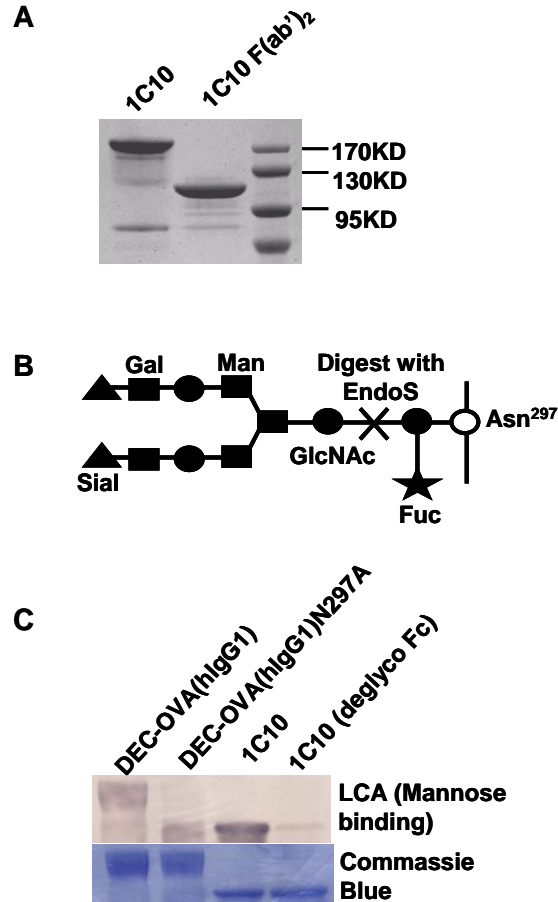 A
1C10
1C10 F(ab')2
170KD
130KD
95KD
B
Gal
Man
Digest with
EndoS
Asn297
GlcNAc
Sial
Fuc
C
DEC-OVA(hIgG1)
DEC-OVA(hIgG1)N297A
1C10
1C10 (deglyco Fc)
LCA (Mannose
binding)
Commassie
Blue